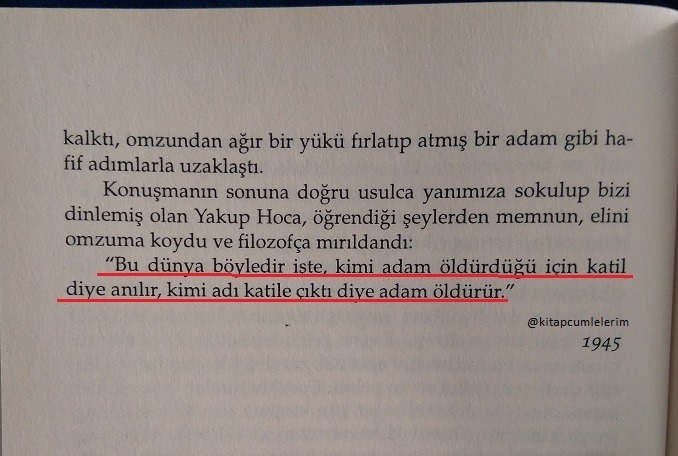 kalktı, omzundan ağır bir yükü fırlatıp atmış bir adam gibi ha-
fif adımlarla uzaklaştı.
Konuşmanın sonuna doğru usulca yanımıza sokulup bizi
dinlemiş olan Yakup Hoca, öğrendiği şeylerden memnun, elini
omzuma koydu ve filozofça mırıldandı:
“Bu dünya böyledir işte, kimi adam öldürdüğü için katil
diye anılır, kimi adı katile çıktı diye adam öldürür.”
@kitapcumlelerim
1945